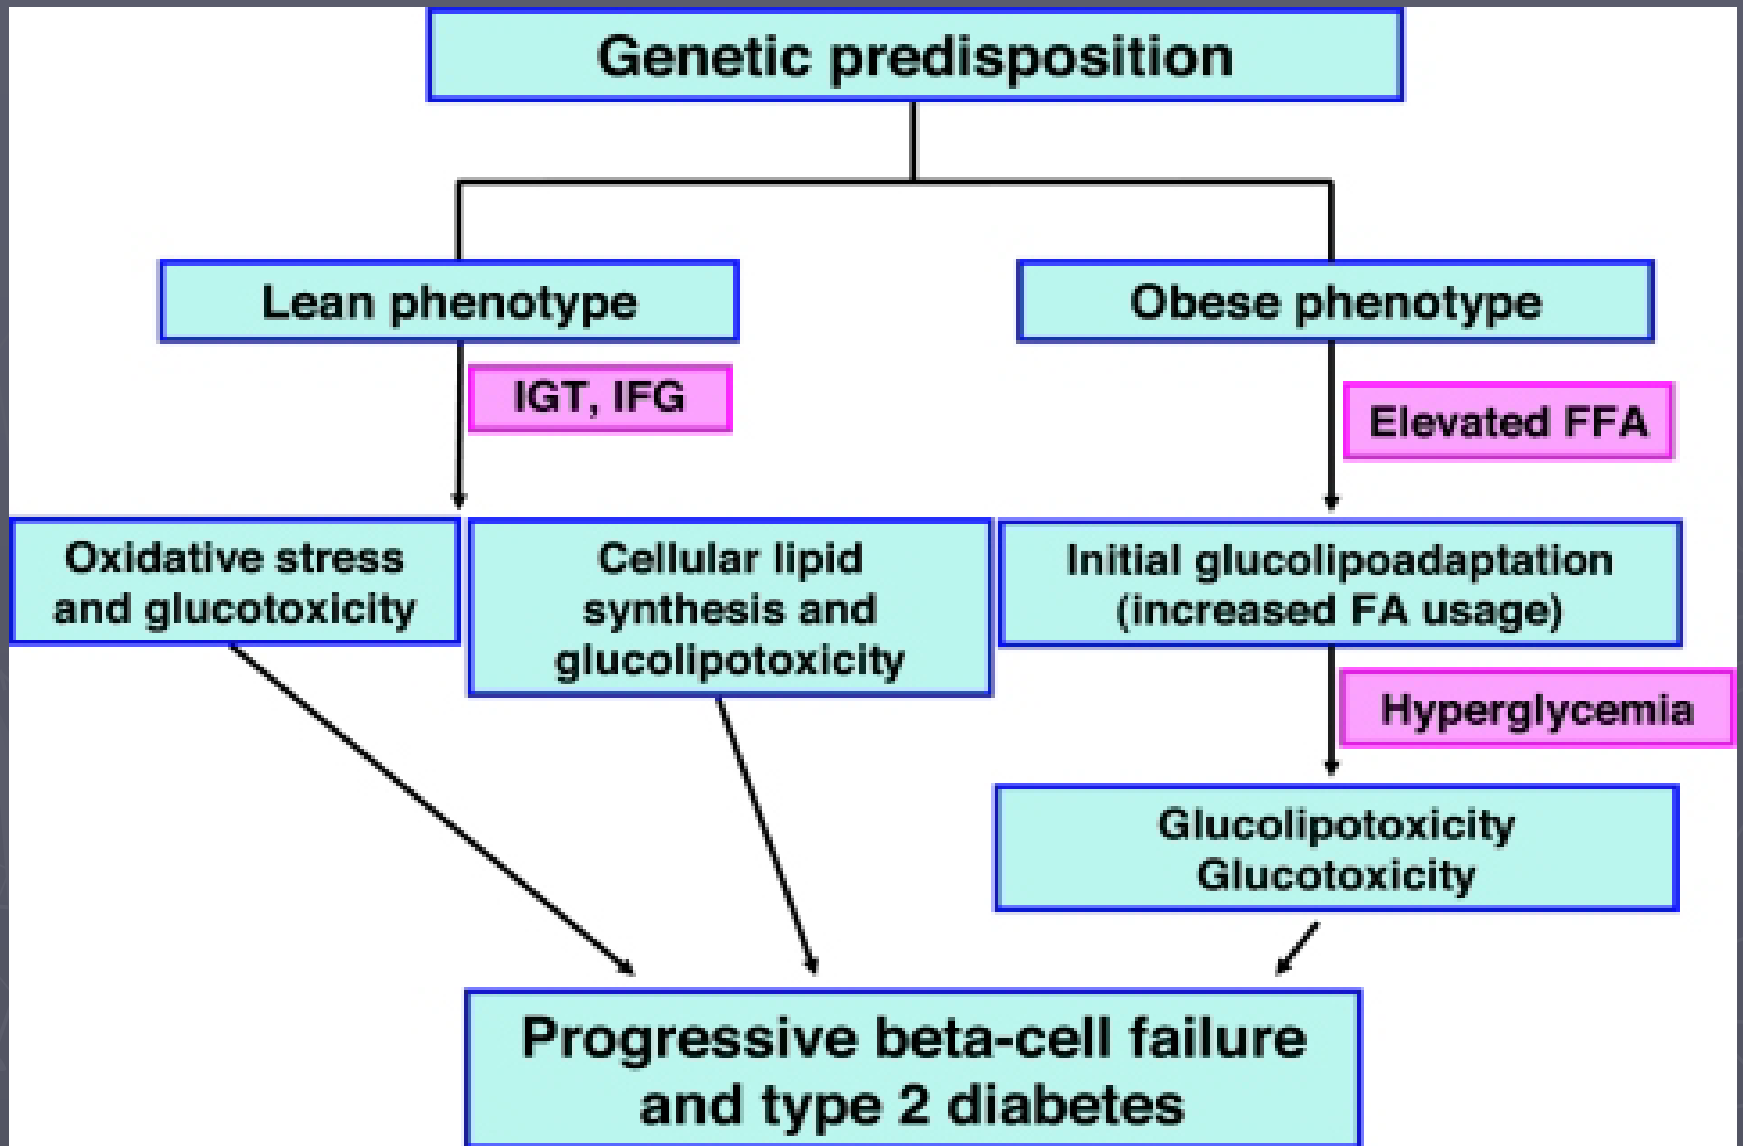 Genetic predisposition
Lean phenotype
Obese phenotype
IGT, IFG
Elevated FFA
Oxidative stress
and glucotoxicity
Cellular lipid
synthesis and
glucolipotoxicity
Initial glucolipoadaptation
(increased FA usage)
Hyperglycemia
Glucolipotoxicity
Glucotoxicity
Progressive beta-cell failure
and type 2 diabetes